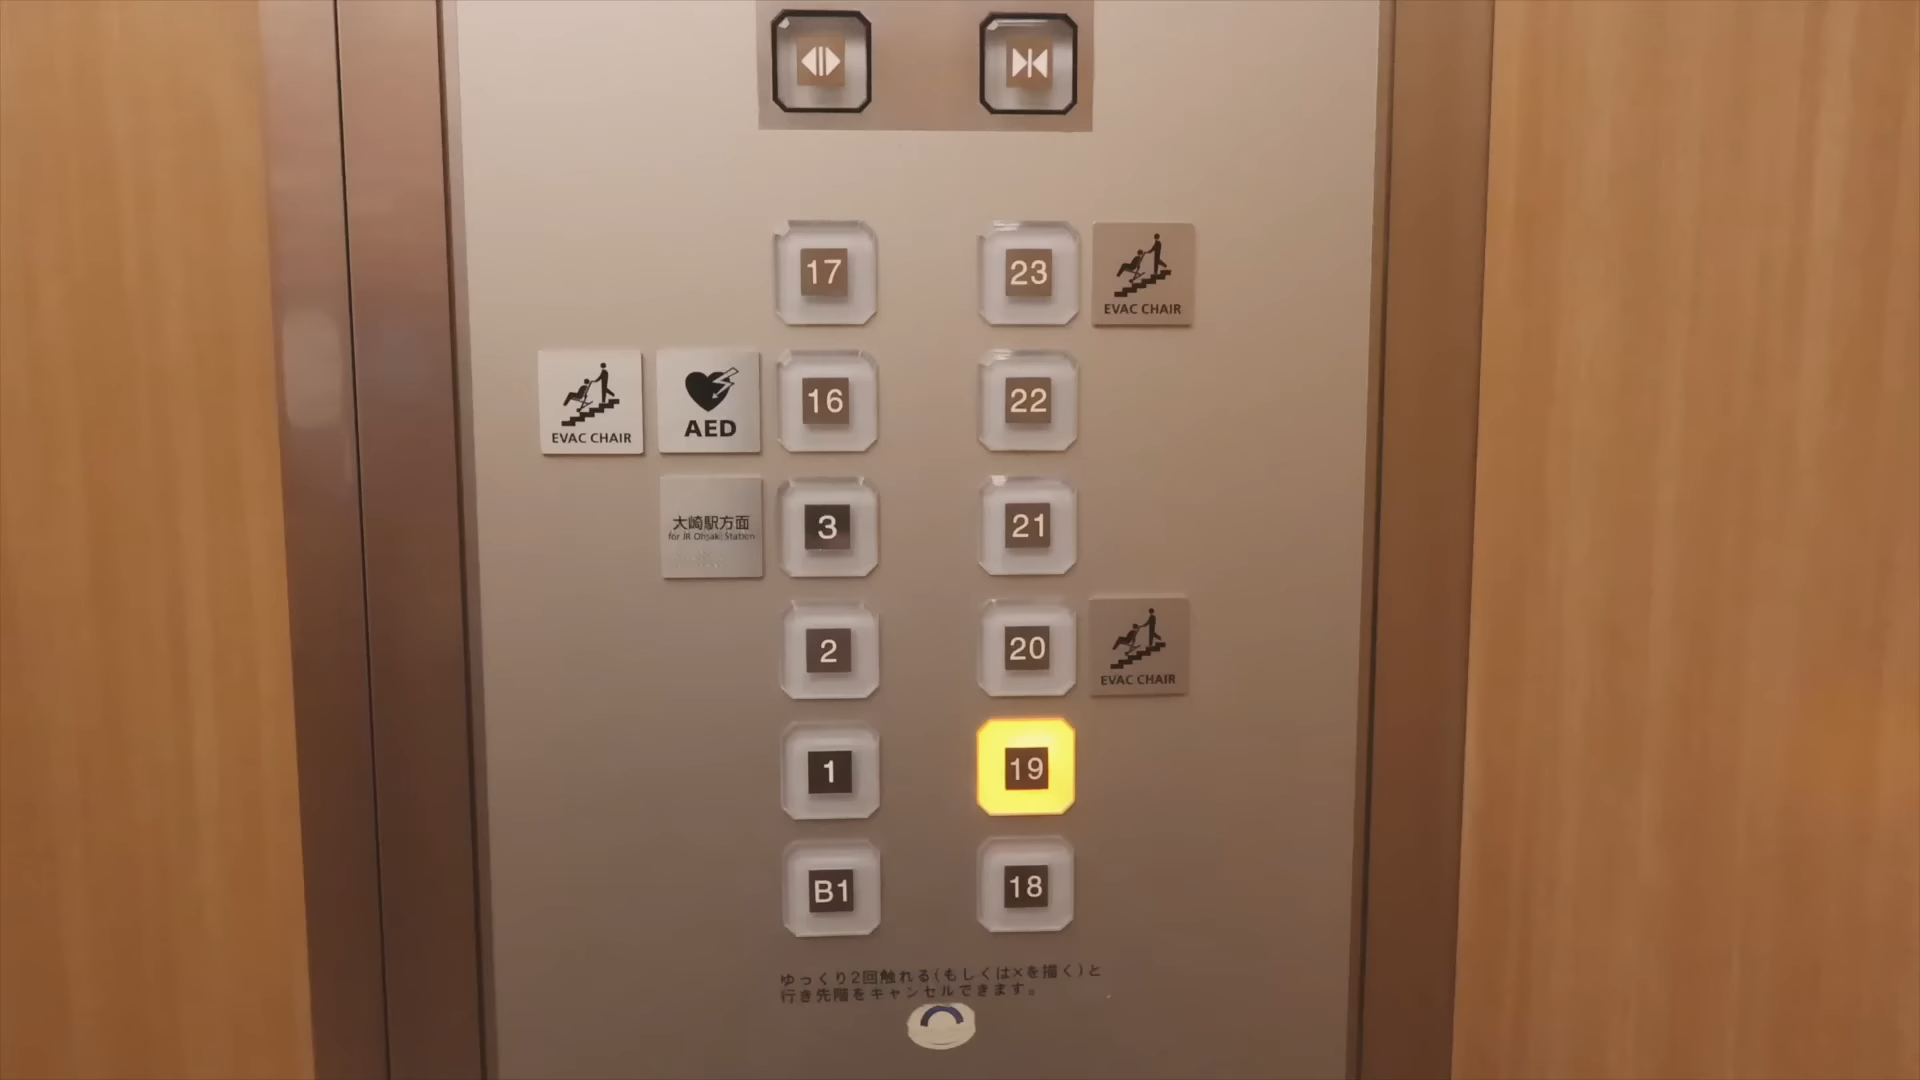 17
23
EVAC CHAIR
EVAC CHAIR
AED
16
22
大崎駅方面
for JR Ohsaki Station
3
21
2
20
EVAC CHAIR
1
19
B1
18
ゆっくり2回触れる(もしくは×を描く)と
行き先階をキャンセルできます。